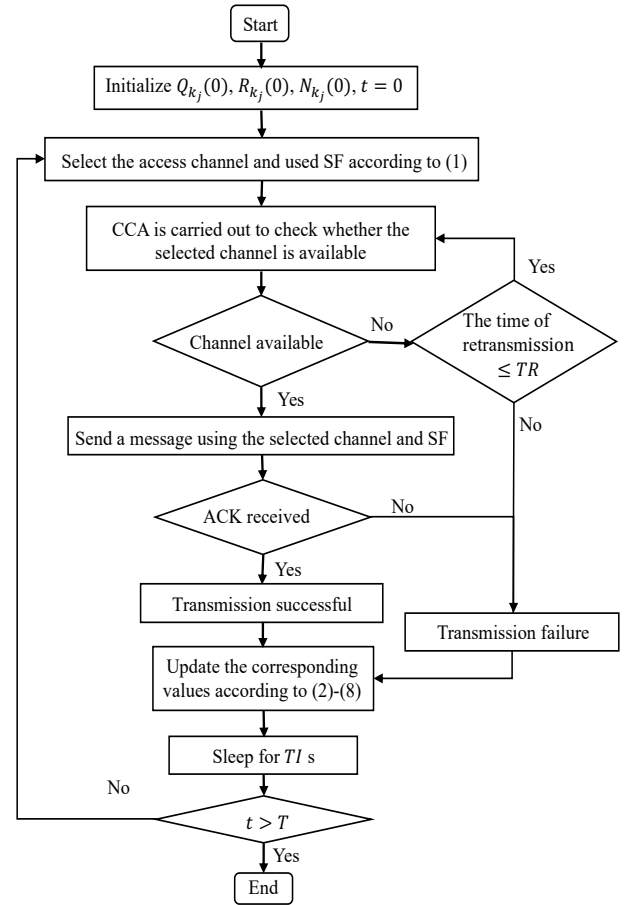 Start
Initialize $Q_{k_j}(0)$, $R_{k_j}(0)$, $N_{k_j}(0)$, $t = 0$
Select the access channel and used SF according to (1)
CCA is carried out to check whether the
selected channel is available
Yes
Channel available
No
The time of
retransmission
≤ TR
Yes
No
Send a message using the selected channel and SF
ACK received
No
Yes
Transmission successful
Transmission failure
Update the corresponding
values according to (2)-(8)
Sleep for TI s
No
t > T
Yes
End